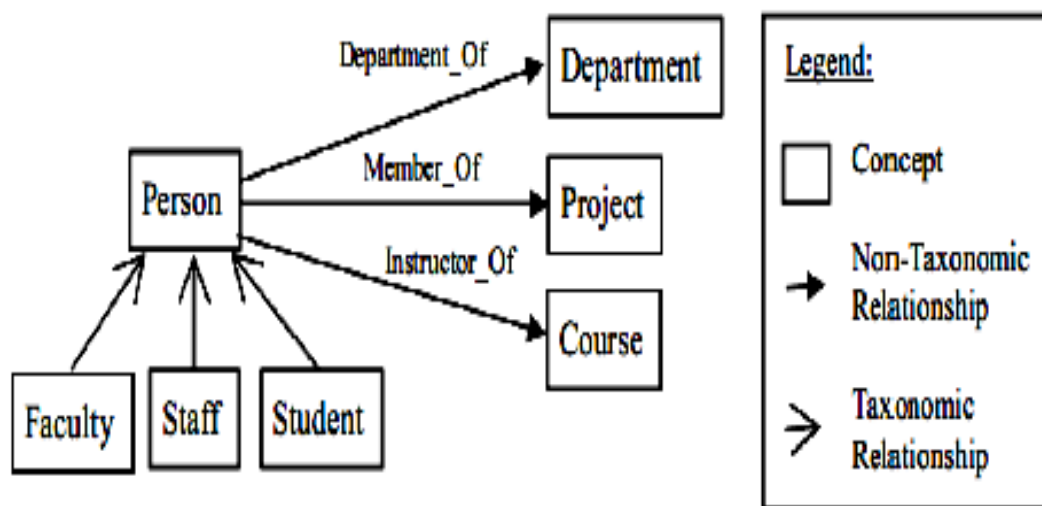 Department_Of
Department
Person
Member_Of
Project
Instructor_Of
Course
Faculty
Staff
Student
Legend:
Concept
Non-Taxonomic
Relationship
Taxonomic
Relationship